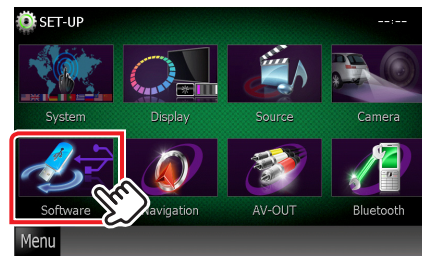 SET-UP
--:--
System
Display
Source
Camera
Software
Navigation
AV-OUT
Bluetooth
Menu